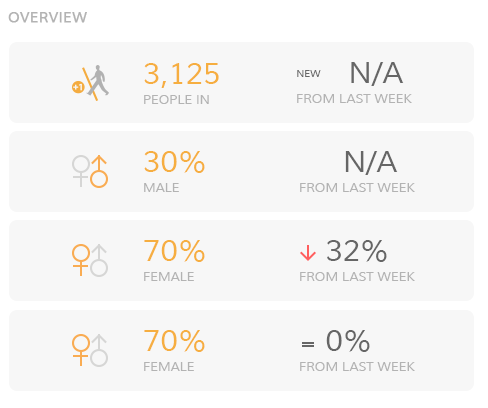 OVERVIEW
+1 3,125 NEW N/A
PEOPLE IN FROM LAST WEEK
30% N/A
MALE FROM LAST WEEK
70% 32%
FEMALE FROM LAST WEEK
70% = 0%
FEMALE FROM LAST WEEK